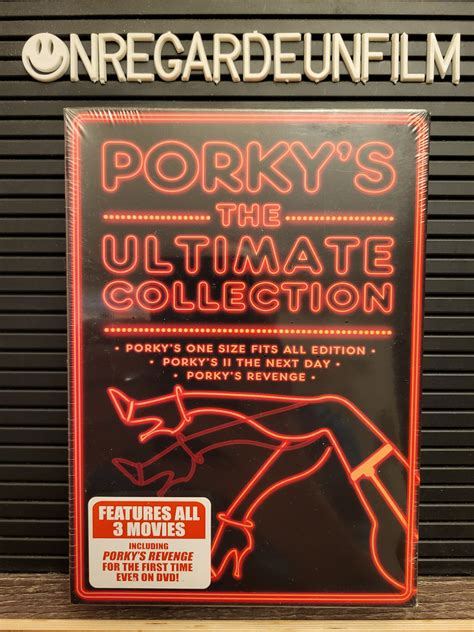 ONREGARDEUNFILM
PORKY'S
THE
ULTIMATE
COLLECTION
• PORKY'S ONE SIZE FITS ALL EDITION •
• PORKY'S II THE NEXT DAY •
• PORKY'S REVENGE •
FEATURES ALL
3 MOVIES
INCLUDING
PORKY'S REVENGE
FOR THE FIRST TIME
EVER ON DVD!